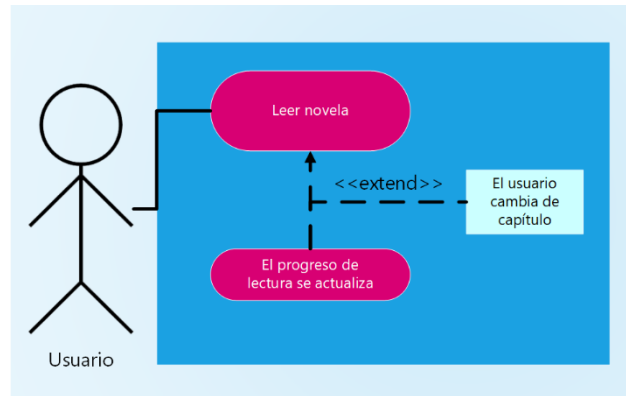 Leer novela
<<extend>>
El usuario
cambia de
capítulo
El progreso de
lectura se actualiza
Usuario